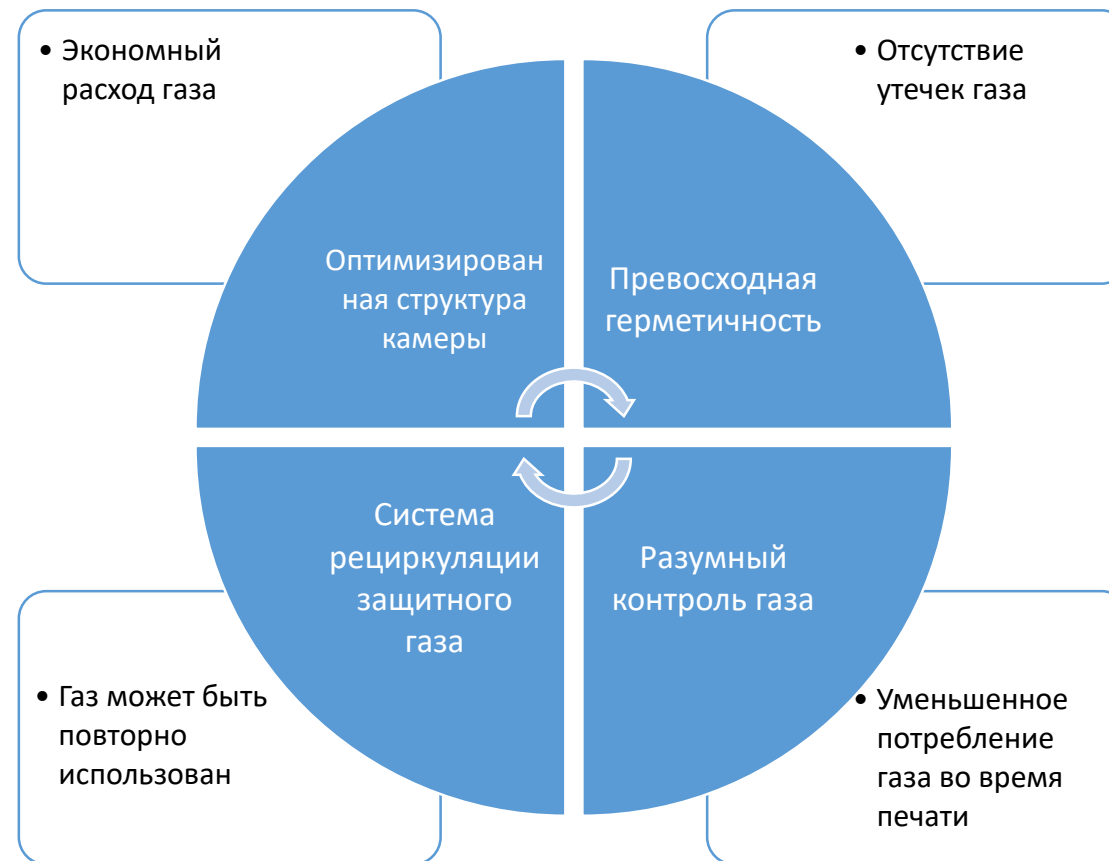 • Экономный
расход газа
• Отсутствие
утечек газа
Оптимизирован
ная структура
камеры
Превосходная
герметичность
Система
рециркуляции
защитного
газа
Разумный
контроль газа
• Газ может быть
повторно
использован
• Уменьшенное
потребление
газа во время
печати